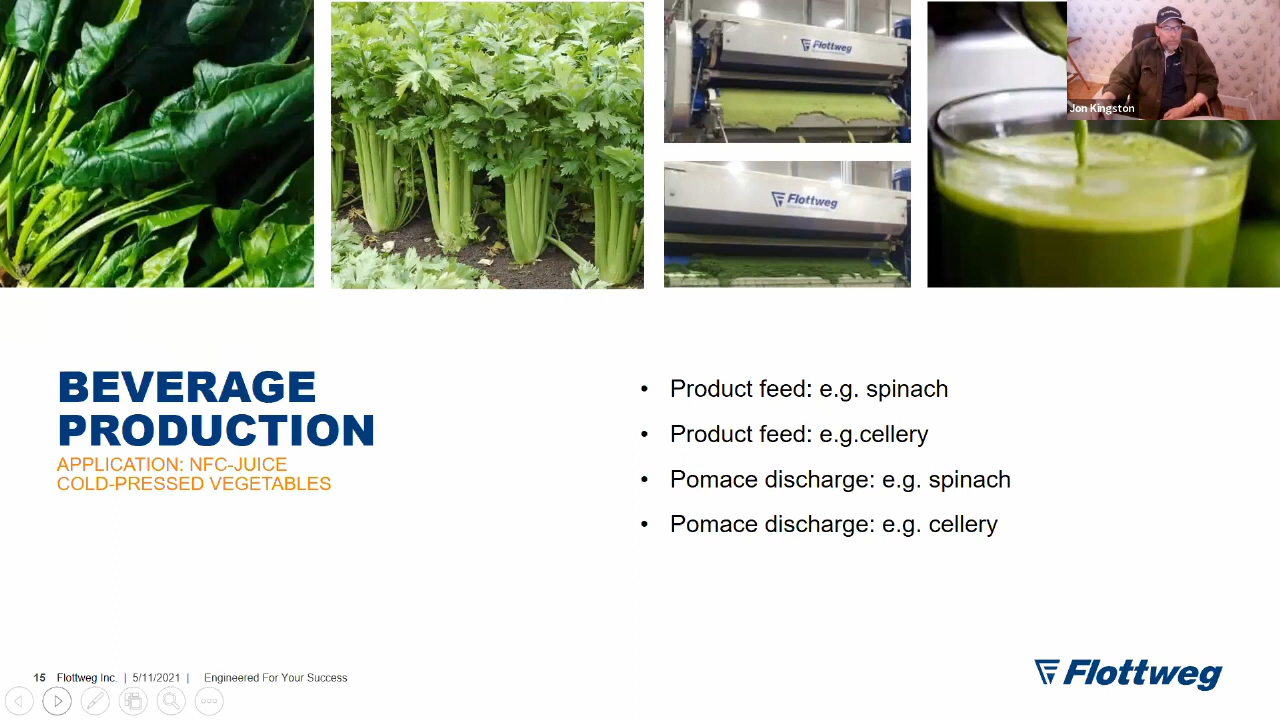 Flottweg
Flottweg
Jon Kingston
BEVERAGE
PRODUCTION
APPLICATION: NFC-JUICE
COLD-PRESSED VEGETABLES
• Product feed: e.g. spinach
• Product feed: e.g.cellery
• Pomace discharge: e.g. spinach
• Pomace discharge: e.g. cellery
15 Flottweg Inc. | 5/11/2021 | Engineered For Your Success
Flottweg